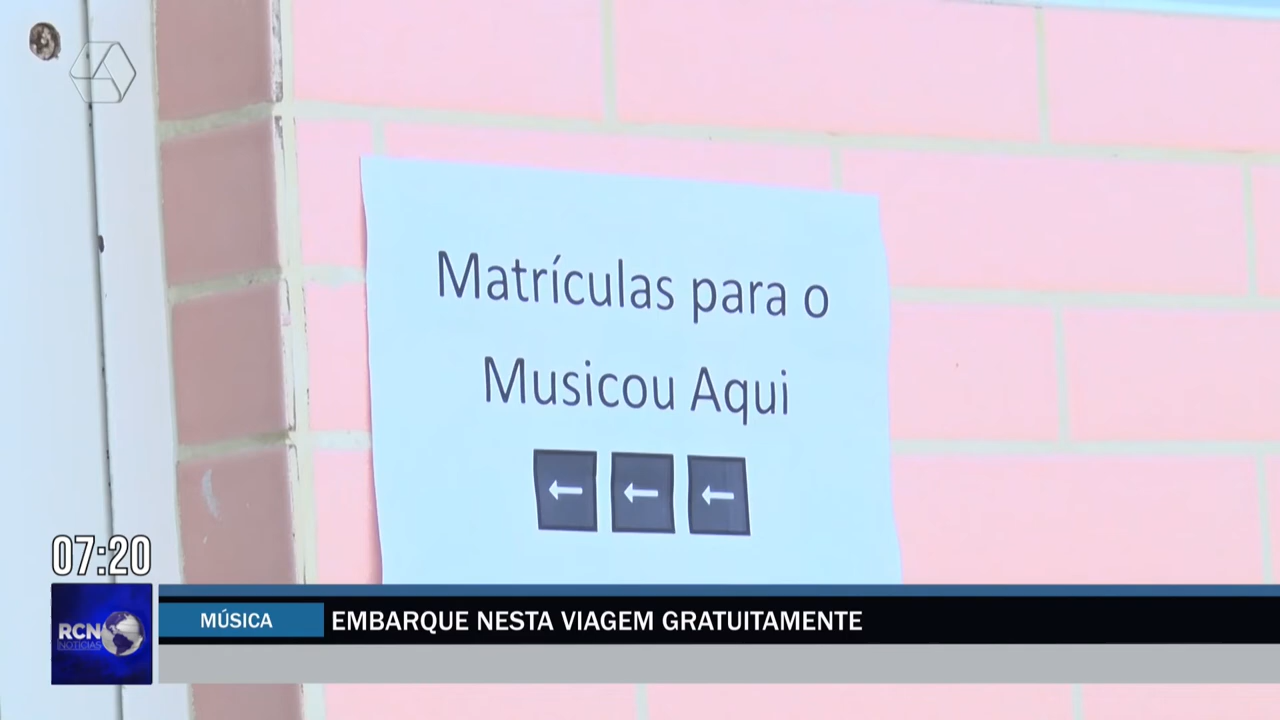 Matrículas para o
Musicou Aqui
07:20
RCN
NOTÍCIAS
MÚSICA
EMBARQUE NESTA VIAGEM GRATUITAMENTE